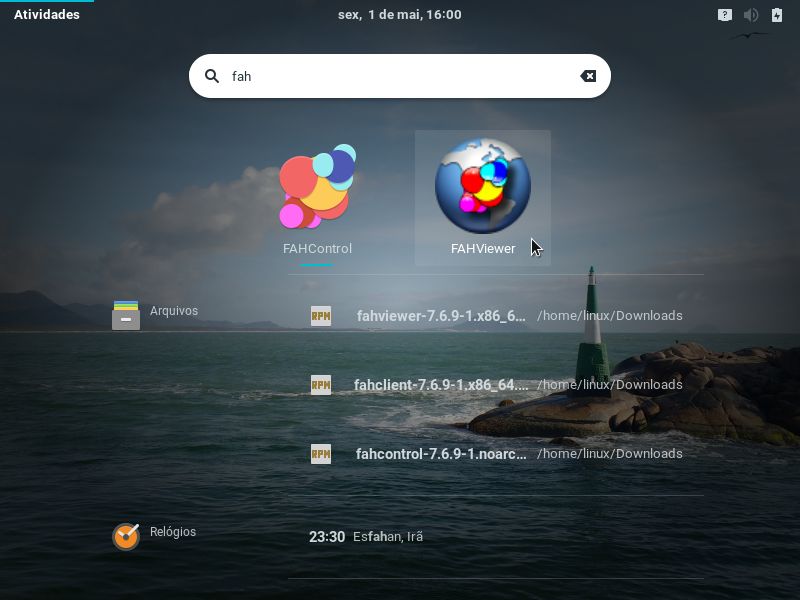 Atividades
sex, 1 de mai, 16:00
fah
FAHControl
FAHViewer
Arquivos
fahviewer-7.6.9-1.x86_6... /home/linux/Downloads
fahclient-7.6.9-1.x86_64.... /home/linux/Downloads
fahcontrol-7.6.9-1.noarc... /home/linux/Downloads
RPM
RPM
RPM
Relógios
23:30 Esfahan, Irã